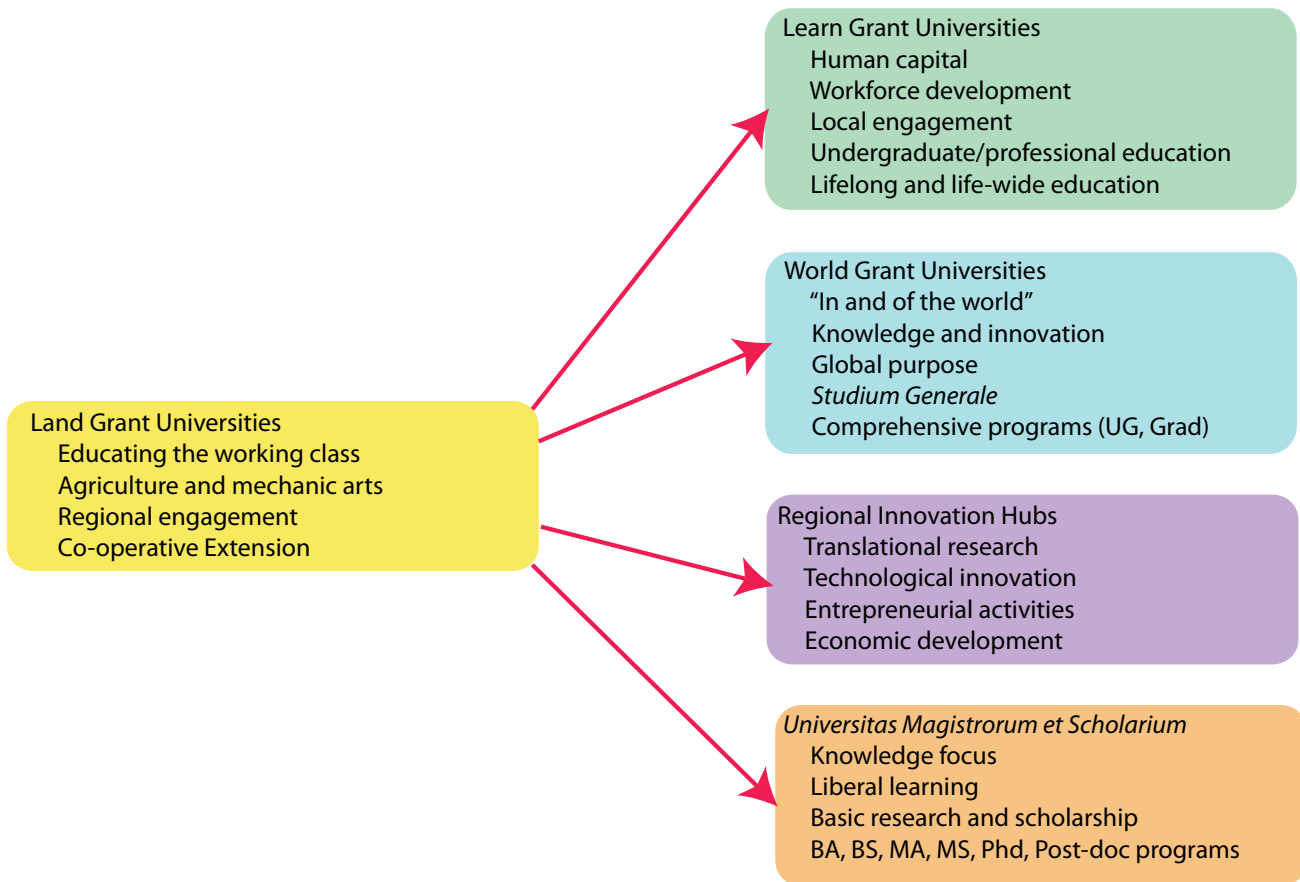 Learn Grant Universities
Human capital
Workforce development
Local engagement
Undergraduate/professional education
Lifelong and life-wide education
World Grant Universities
“In and of the world”
Knowledge and innovation
Global purpose
Studium Generale
Comprehensive programs (UG, Grad)
Land Grant Universities
Educating the working class
Agriculture and mechanic arts
Regional engagement
Co-operative Extension
Regional Innovation Hubs
Translational research
Technological innovation
Entrepreneurial activities
Economic development
Universitas Magistrorum et Scholarium
Knowledge focus
Liberal learning
Basic research and scholarship
BA, BS, MA, MS, Phd, Post-doc programs